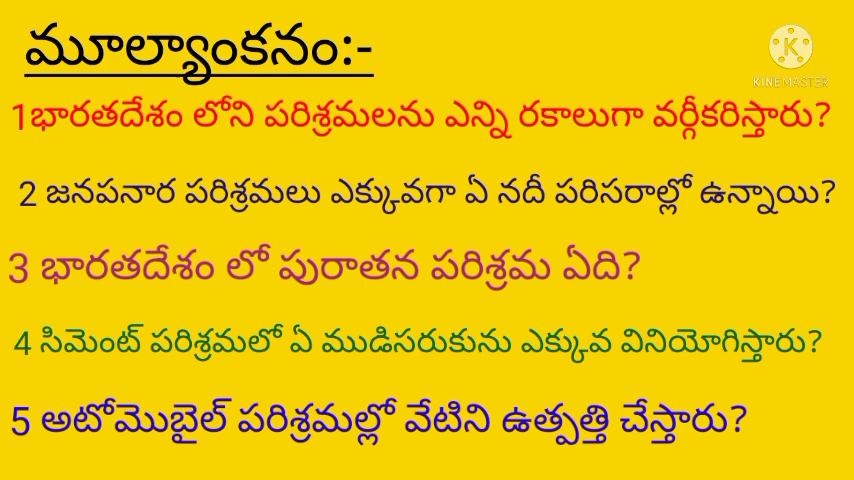 మూల్యాంకనం:-
KINEMASTER
1భారతదేశం లోని పరిశ్రమలను ఎన్ని రకాలుగా వర్గీకరిస్తారు?
2 జనపనార పరిశ్రమలు ఎక్కువగా ఏ నదీ పరిసరాల్లో ఉన్నాయి?
3 భారతదేశం లో పురాతన పరిశ్రమ ఏది?
4 సిమెంట్ పరిశ్రమలో ఏ ముడిసరుకును ఎక్కువ వినియోగిస్తారు?
5 అటోమొబైల్ పరిశ్రమల్లో వేటిని ఉత్పత్తి చేస్తారు?